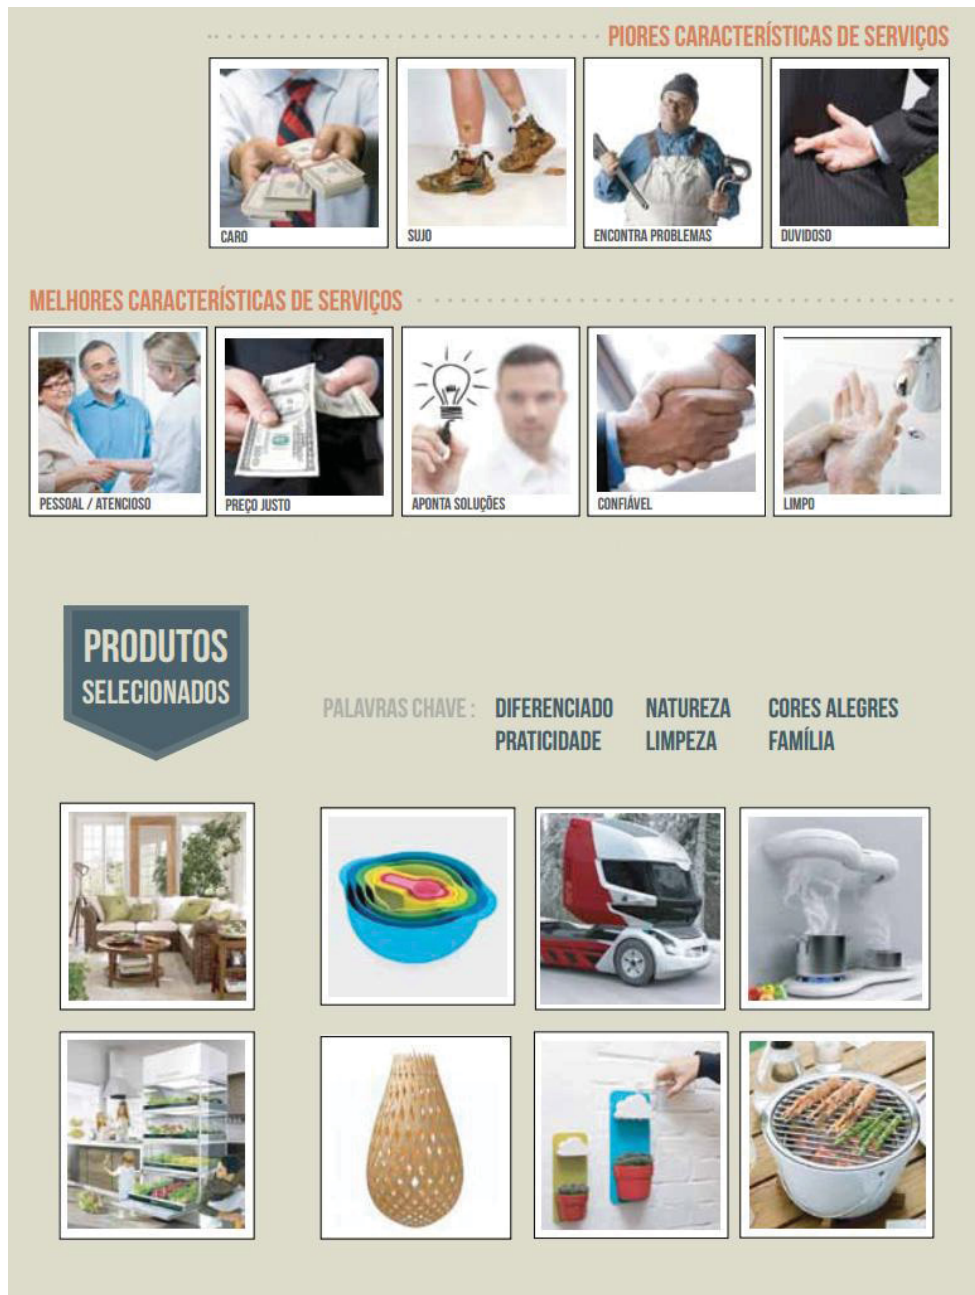 PIORES CARACTERÍSTICAS DE SERVIÇOS
CARO
SUJO
ENCONTRA PROBLEMAS
DUVIDOSO
MELHORES CARACTERÍSTICAS DE SERVIÇOS
PESSOAL / ATENCIOSO
PREÇO JUSTO
APONTA SOLUÇÕES
CONFIÁVEL
LIMPO
PRODUTOS
SELECIONADOS
PALAVRAS CHAVE : DIFERENCIADO NATUREZA CORES ALEGRES
PRATICIDADE LIMPEZA FAMÍLIA